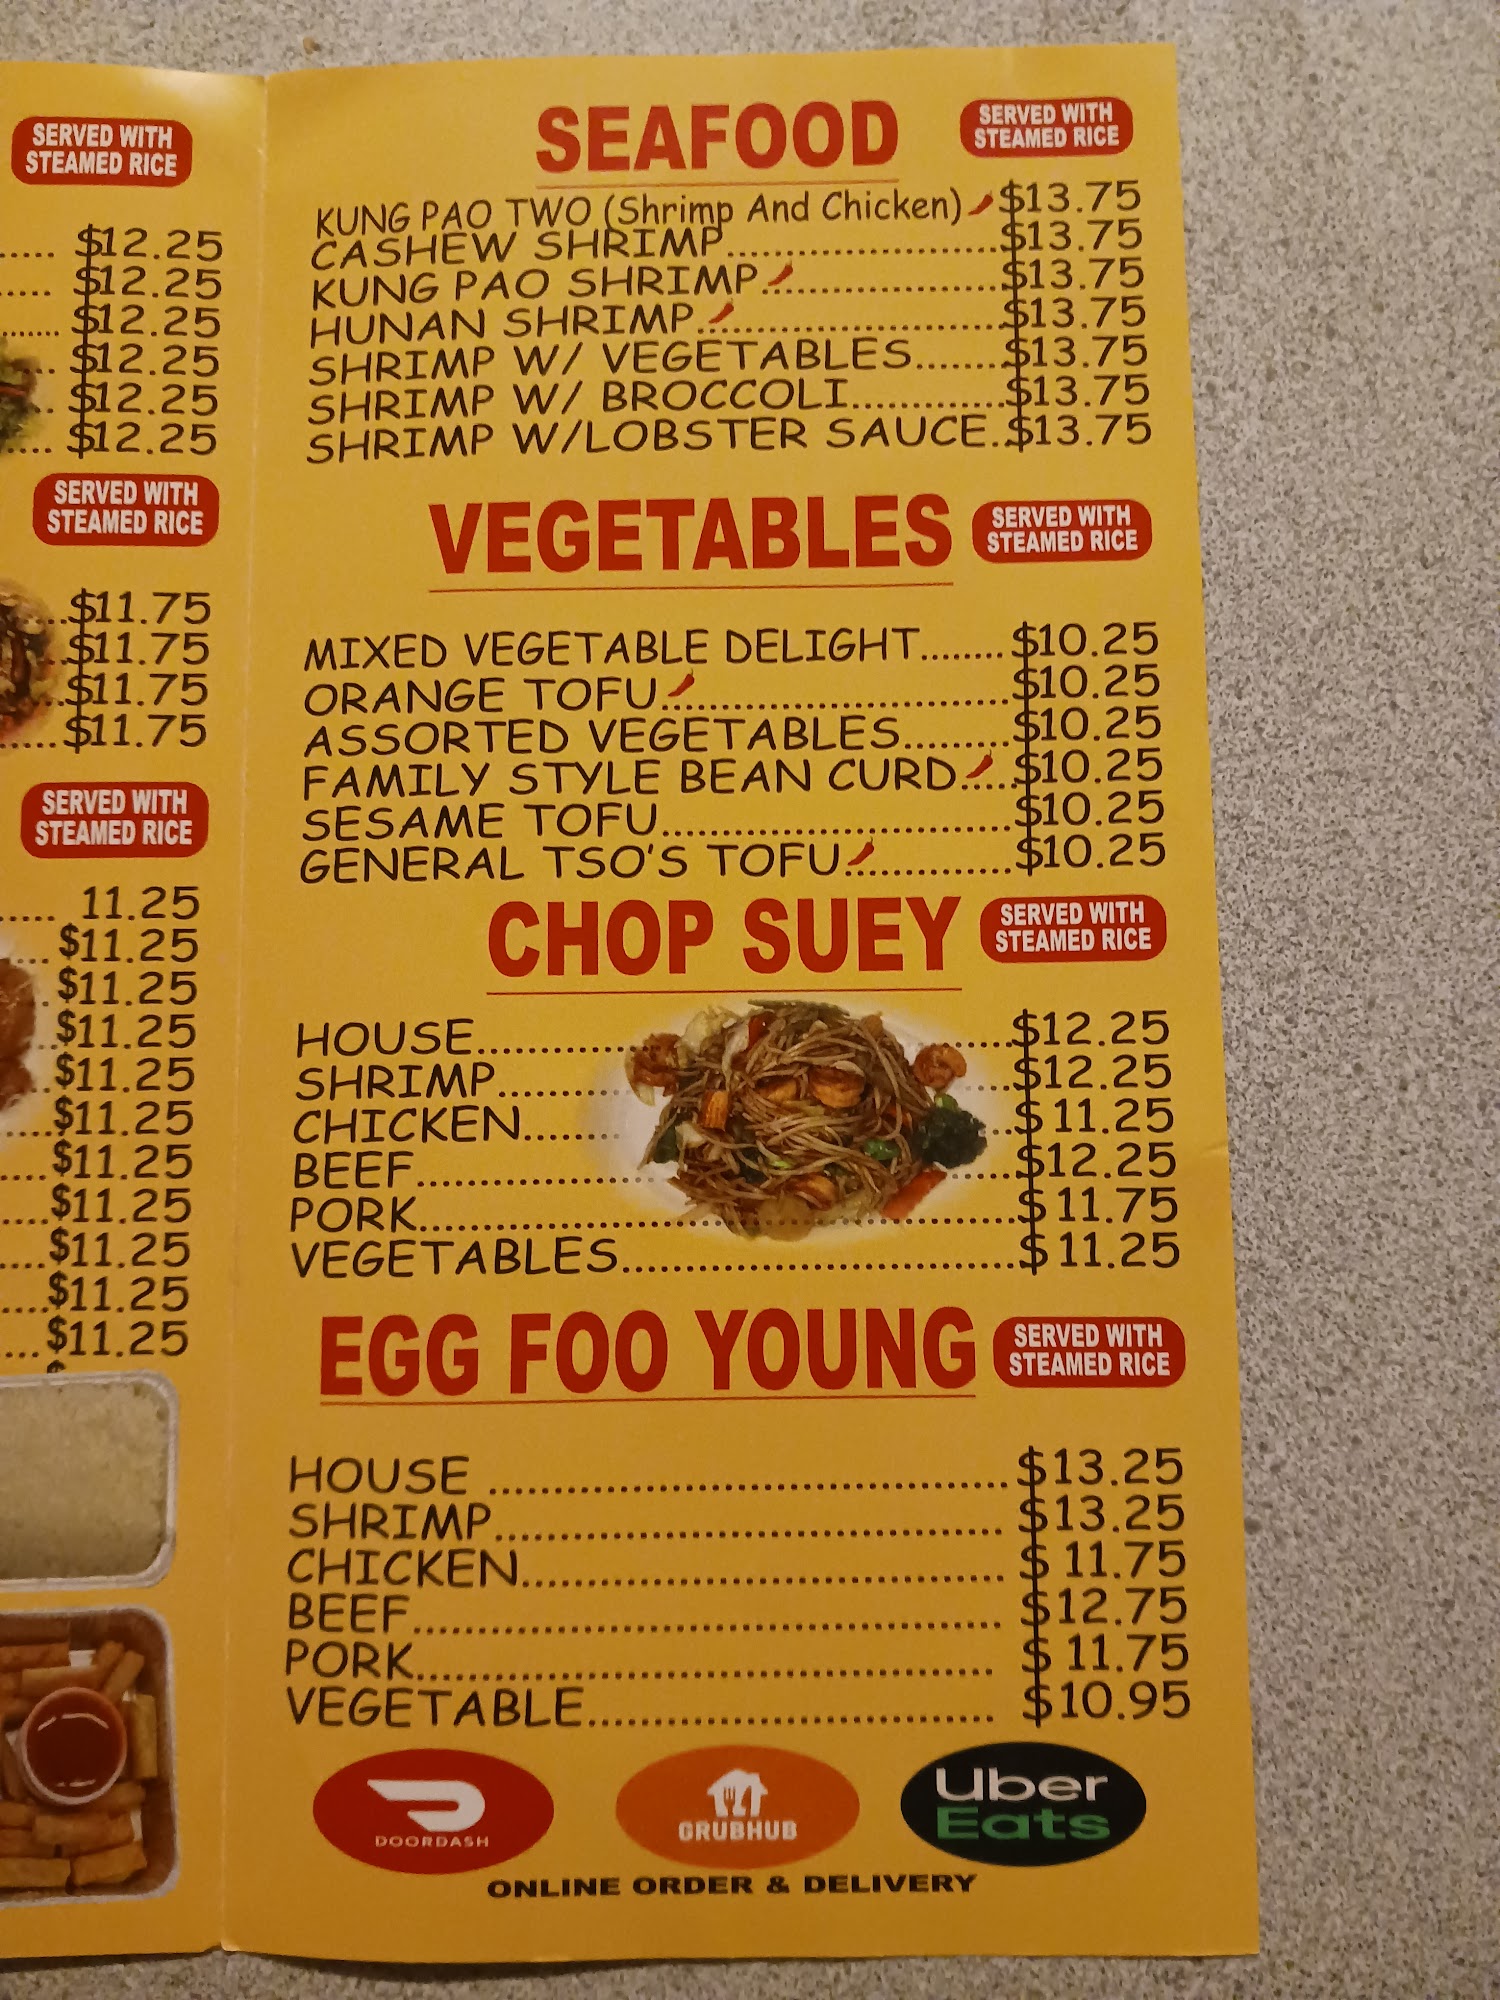 SERVED WITH
STEAMED RICE
..... $12.25
..... $12.25
...... $12.25
.. $12.25
.. $12.25
.... $12.25
SERVED WITH
STEAMED RICE
...$11.75
..$11.75
...$11.75
.....$11.75
SERVED WITH
STEAMED RICE
..... 11.25
.... $11.25
. $11.25
..$11.25
..$11.25
....$11.25
....$11.25
....$11.25
....$11.25
....$11.25
...$11.25
SEAFOOD
SERVED WITH
STEAMED RICE
KUNG PAO TWO (Shrimp And Chicken) $13.75
CASHEW SHRIMP.......................$13.75
KUNG PAO SHRIMP....................$13.75
HUNAN SHRIMP.........................$13.75
SHRIMP W/ VEGETABLES.......$13.75
SHRIMP W/ BROCCOLI............$13.75
SHRIMP W/LOBSTER SAUCE..$13.75
VEGETABLES
SERVED WITH
STEAMED RICE
MIXED VEGETABLE DELIGHT........$10.25
ORANGE TOFU..............................$10.25
ASSORTED VEGETABLES.........$10.25
FAMILY STYLE BEAN CURD.....$10.25
SESAME TOFU..............................$10.25
GENERAL TSO'S TOFU..............$10.25
CHOP SUEY
SERVED WITH
STEAMED RICE
HOUSE..................$12.25
SHRIMP..................$12.25
CHICKEN..................$ 11.25
BEEF..................$12.25
PORK..................$ 11.75
VEGETABLES..............................$ 11.25
EGG FOO YOUNG
SERVED WITH
STEAMED RICE
HOUSE ........................................$13.25
SHRIMP....................................... $13.25
CHICKEN..................................... $ 11.75
BEEF............................................. $12.75
PORK............................................ $ 11.75
VEGETABLE............................... $10.95
DOORDASH
GRUBHUB
Uber
Eats
ONLINE ORDER & DELIVERY